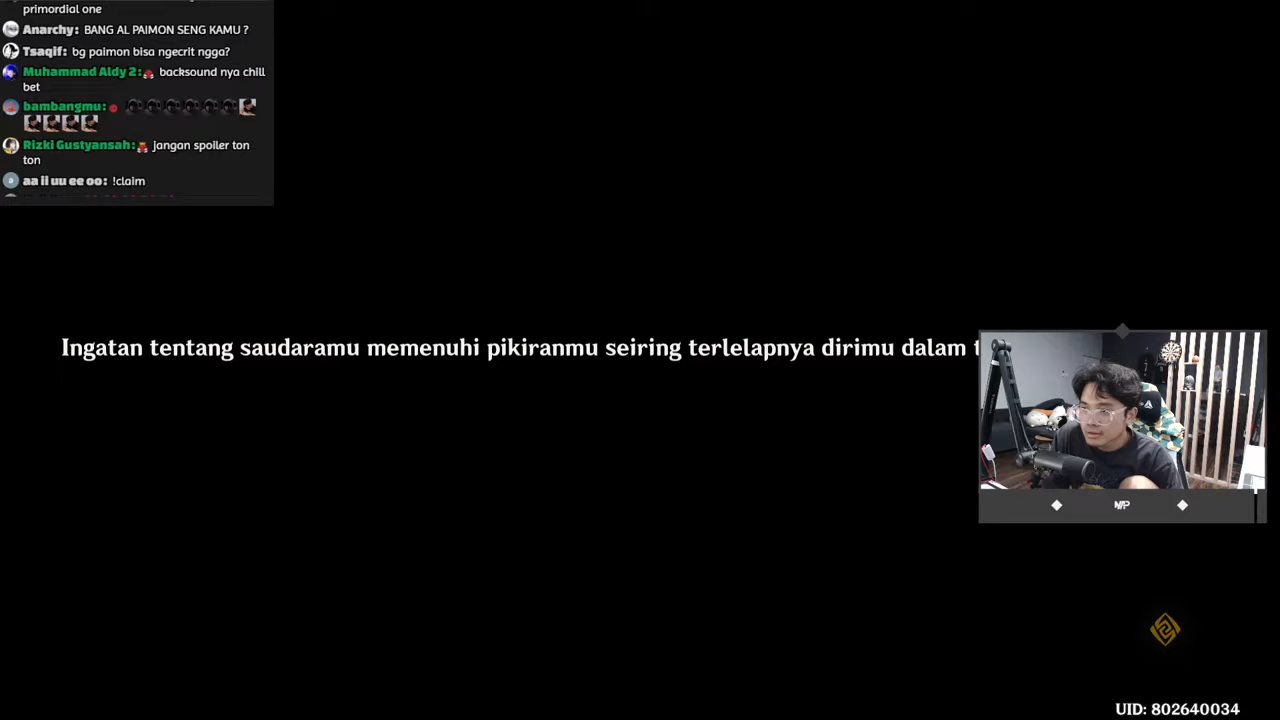 primordial one
Anarchy: BANG AL PAIMON SENG KAMU ?
Tsaqif: bg paimon bisa ngecrit ngga?
Muhammad Aldy 2: backsound nya chill
bet
bambangmu:
Rizki Gustyansah: jangan spoiler ton
ton
aa ii uu ee oo: !claim
Ingatan tentang saudaramu memenuhi pikiranmu seiring terlelapnya dirimu dalam
UID: 802640034